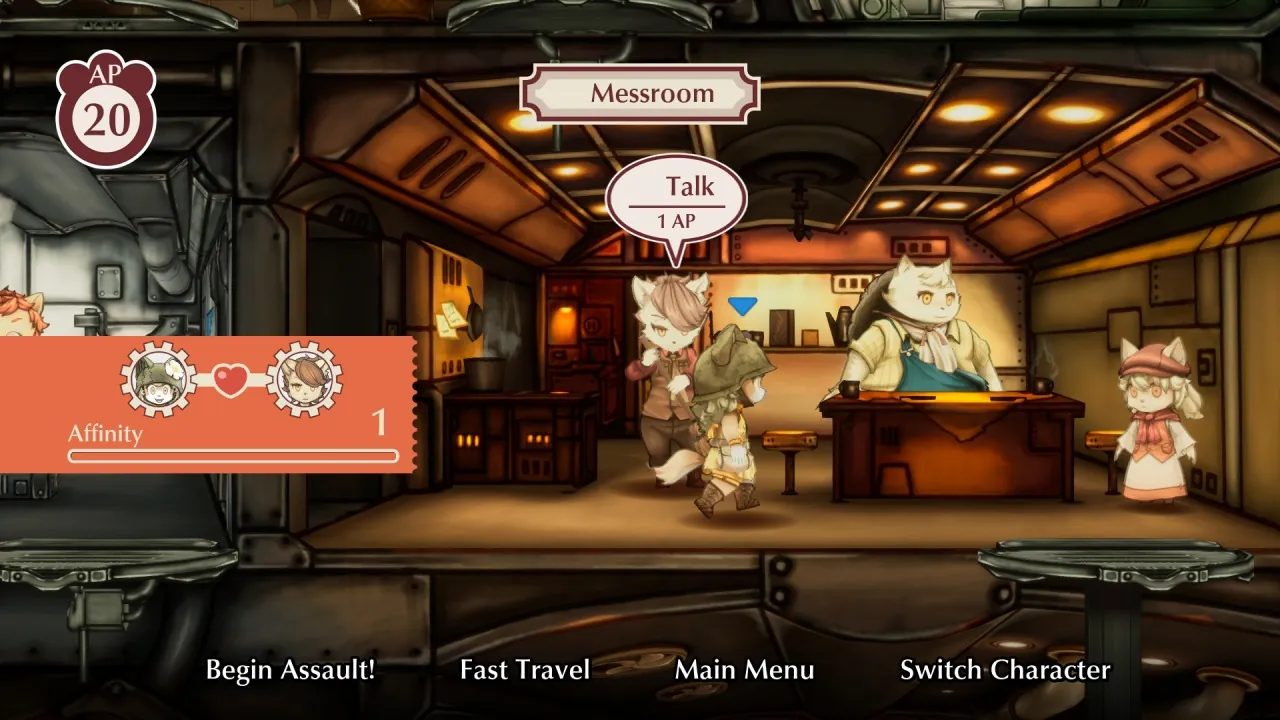 AP
20
Messroom
Talk
1 AP
Affinity
1
Begin Assault!
Fast Travel
Main Menu
Switch Character